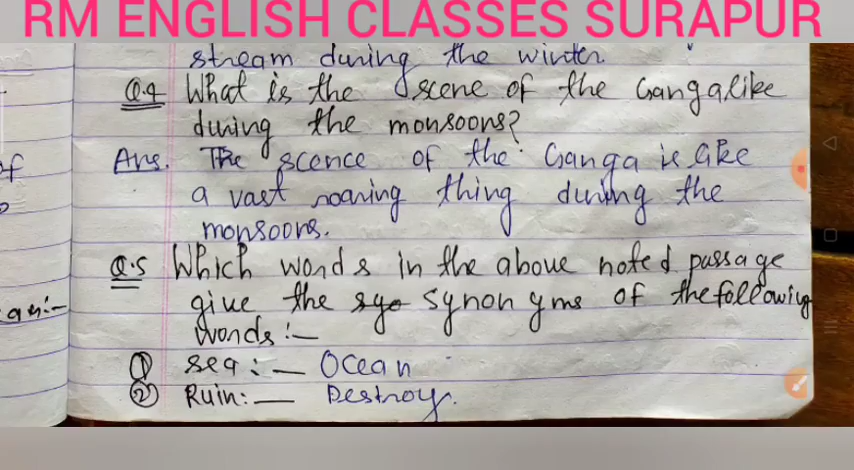 RM ENGLISH CLASSES SURAPUR
stream during the winter
Q.4 What is the scene of the Ganga like
during the monsoons?
Ans. The scence of the Ganga is like
a vast roaring thing during the
monsoons.
of
Q.5 Which words in the above noted passage
give the syo synonyms of the following
words:-
① sea:— Ocean
② Ruin:— Destroy.